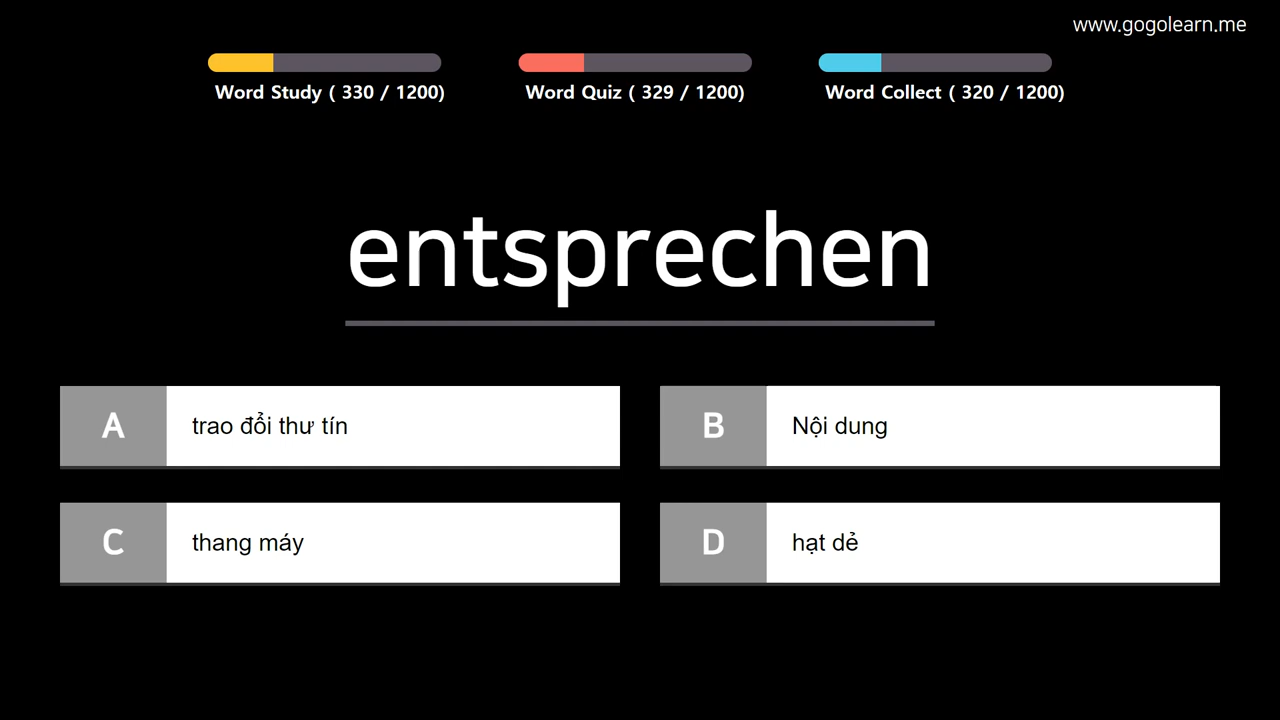 www.gogolearn.me
Word Study ( 330 / 1200)
Word Quiz ( 329 / 1200)
Word Collect ( 320 / 1200)
entsprechen
A trao đổi thư tín
B Nội dung
C thang máy
D hạt dẻ